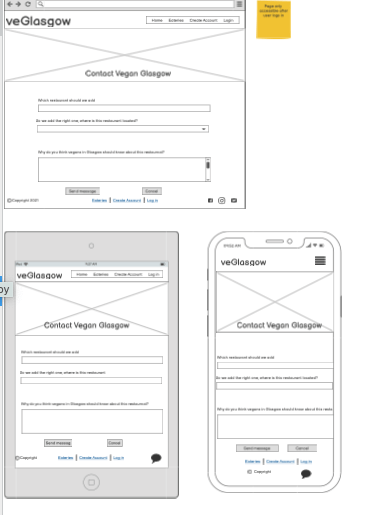 Page only
accessible after
user logs in
veGlasgow
Home Eateries Create Account Login
Contact Vegan Glasgow
Which restaurant should we add
So we add the right one, where is this restaurant located?
Why do you think vegans in Glasgow should know about this restaurant?
Send message Cancel
©Copyright 2020 Eateries Create Account Log in
oy
veGlasgow
Home Eateries Create Account Log in
Contact Vegan Glasgow
Which restaurant should we add
So we add the right one, where is this restaurant
Why do you think vegans in Glasgow should know about this restaurant?
Send messag Cancel
©Copyright Eateries Create Account Log in
veGlasgow
Contact Vegan Glasgow
Which restaurant should we add
So we add the right one, where is this restaurant located?
Why do you think vegans in Glasgow should know about this restau
Send message Cancel
Eateries Create Account Log in
© Copyright